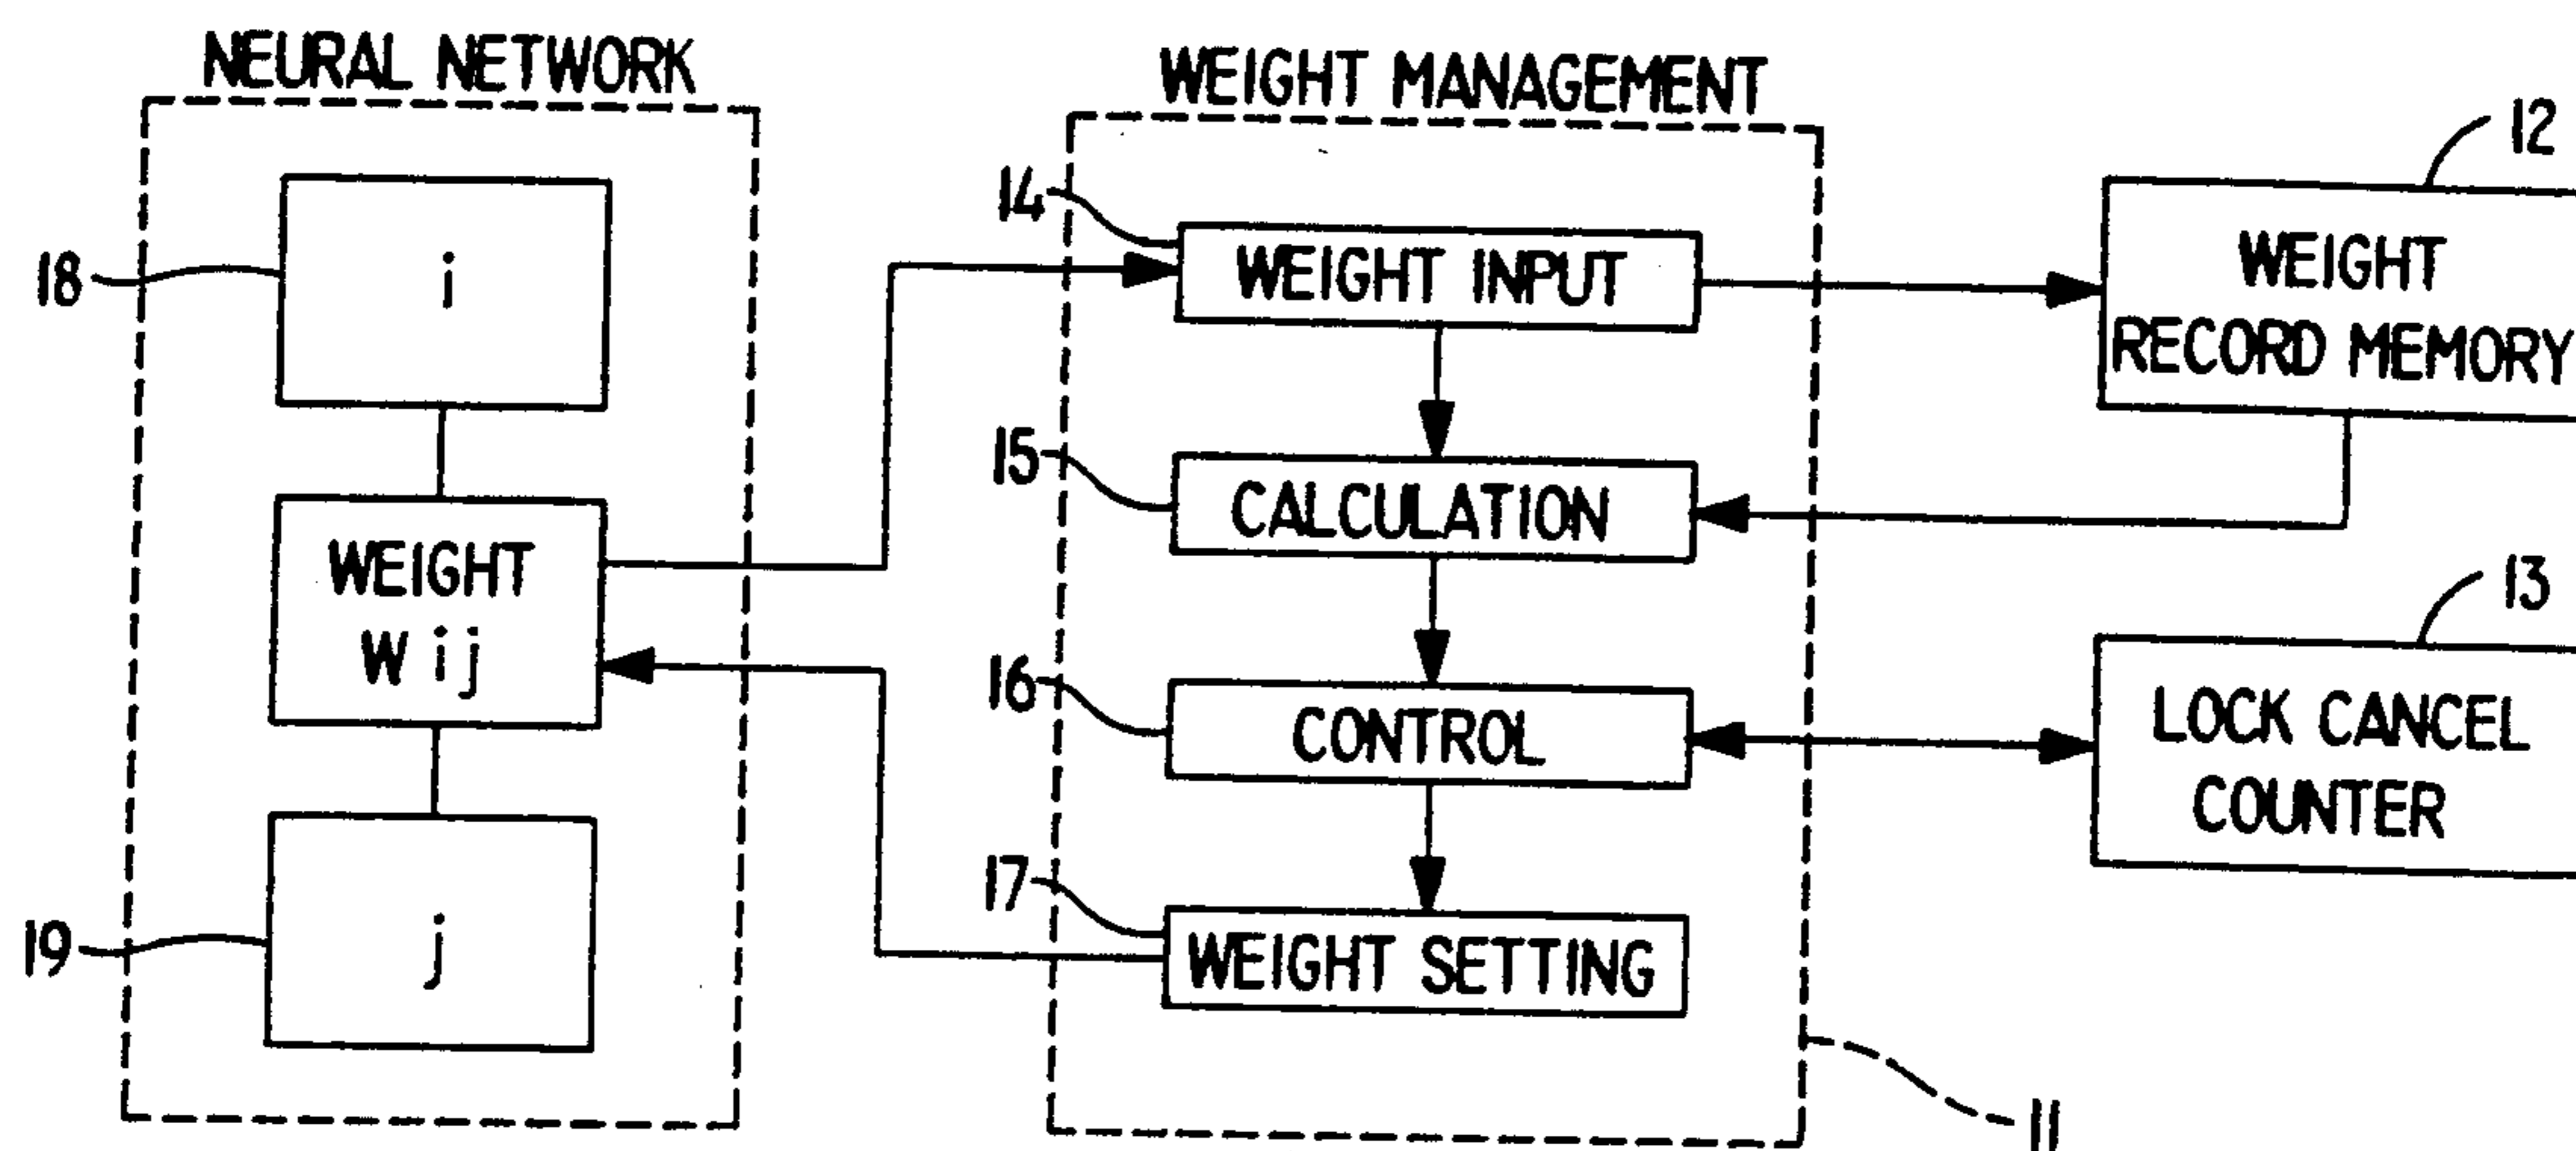 NEURAL NETWORK
18
i
WEIGHT
W ij
19
j
WEIGHT MANAGEMENT
14
WEIGHT INPUT
15
CALCULATION
16
CONTROL
17
WEIGHT SETTING
11
12
WEIGHT
RECORD MEMORY
13
LOCK CANCEL
COUNTER